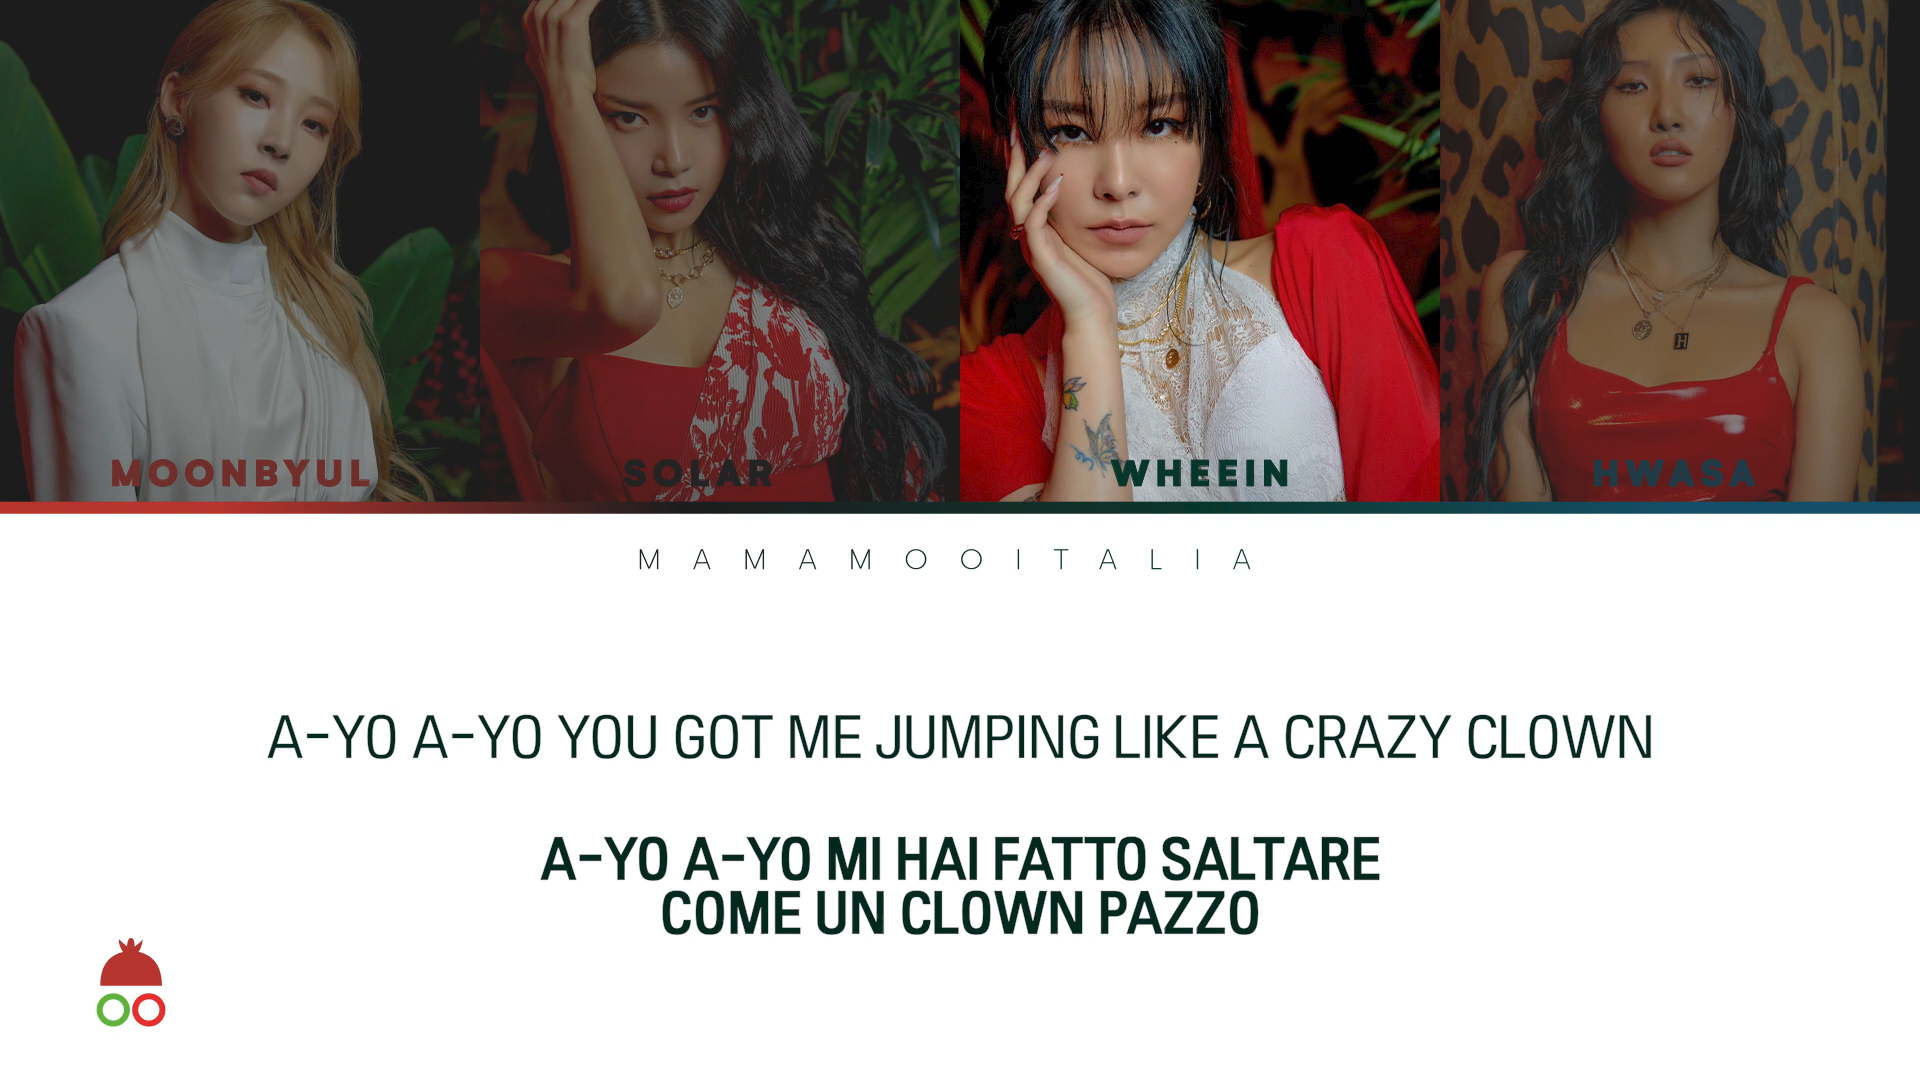 MOONBYUL
SOLAR
WHEEIN
HWASA
MAMAMOOITALIA
A-YO A-YO YOU GOT ME JUMPING LIKE A CRAZY CLOWN
A-YO A-YO MI HAI FATTO SALTARE
COME UN CLOWN PAZZO
H